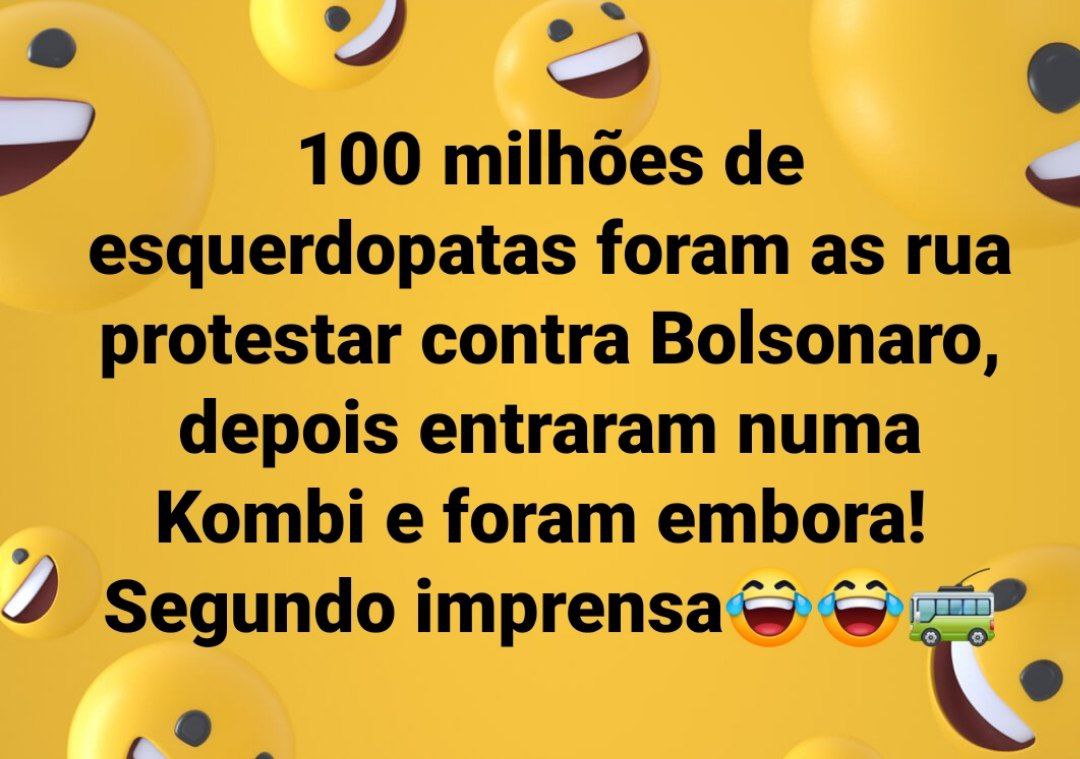 100 milhões de
esquerdopatas foram as rua
protestar contra Bolsonaro,
depois entraram numa
Kombi e foram embora!
Segundo imprensa😂😂🚎